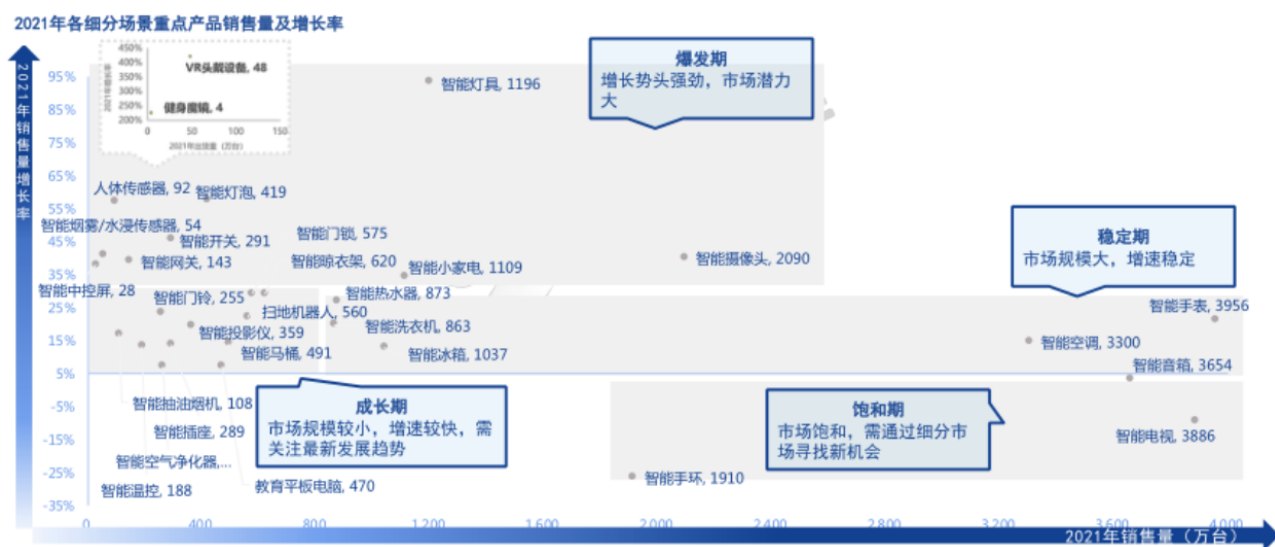 2021年各细分场景重点产品销售量及增长率
2021年销售量增长率
450%
400%
350%
300%
250%
200%
VR头戴设备, 48
健身魔镜, 4
0
50
100
150
2021年出货量（万台）
95%
85%
75%
65%
55%
45%
35%
25%
15%
5%
-5%
-15%
-25%
-35%
智能灯具, 1196
爆发期
增长势头强劲，市场潜力
大
人体传感器, 92
智能灯泡, 419
智能烟雾/水浸传感器, 54
智能开关, 291
智能门锁, 575
智能网关, 143
智能晾衣架, 620
智能小家电, 1109
智能摄像头, 2090
稳定期
市场规模大，增速稳定
智能中控屏, 28
智能门铃, 255
智能热水器, 873
扫地机器人, 560
智能手表, 3956
智能投影仪, 359
智能洗衣机, 863
智能空调, 3300
智能马桶, 491
智能冰箱, 1037
智能音箱, 3654
智能抽油烟机, 108
成长期
市场规模较小，增速较快，需
关注最新发展趋势
饱和期
市场饱和，需通过细分市
场寻找新机会
智能插座, 289
智能电视, 3886
智能空气净化器,...
智能手环, 1910
智能温控, 188
教育平板电脑, 470
0
400
800
1,200
1,600
2,000
2,400
2,800
3,200
3,600
4,000
2021年销售量（万台）